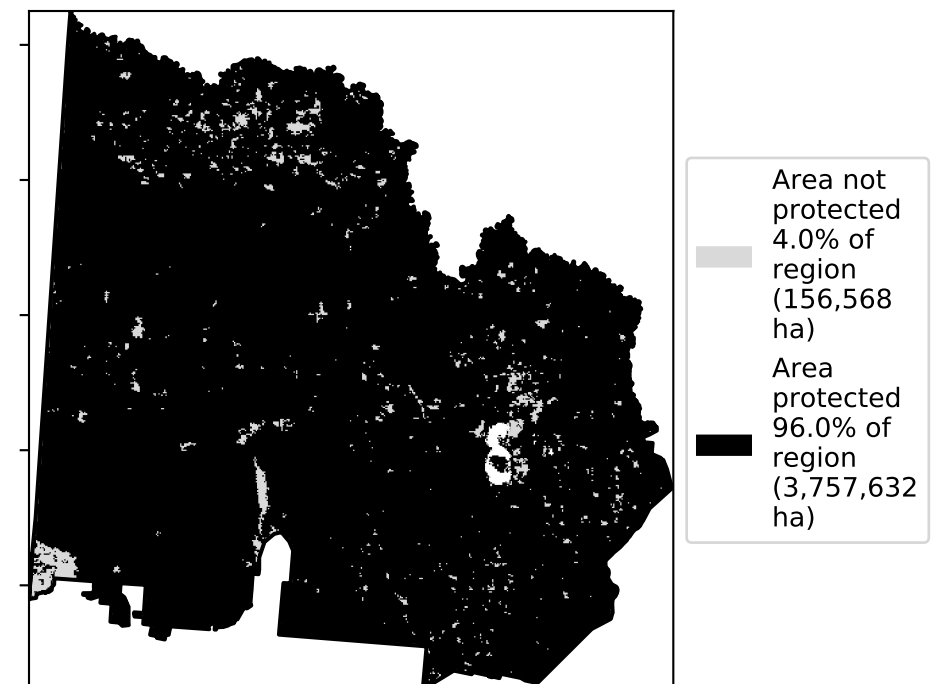 Area not
protected
4.0% of
region
(156,568
ha)
Area
protected
96.0% of
region
(3,757,632
ha)